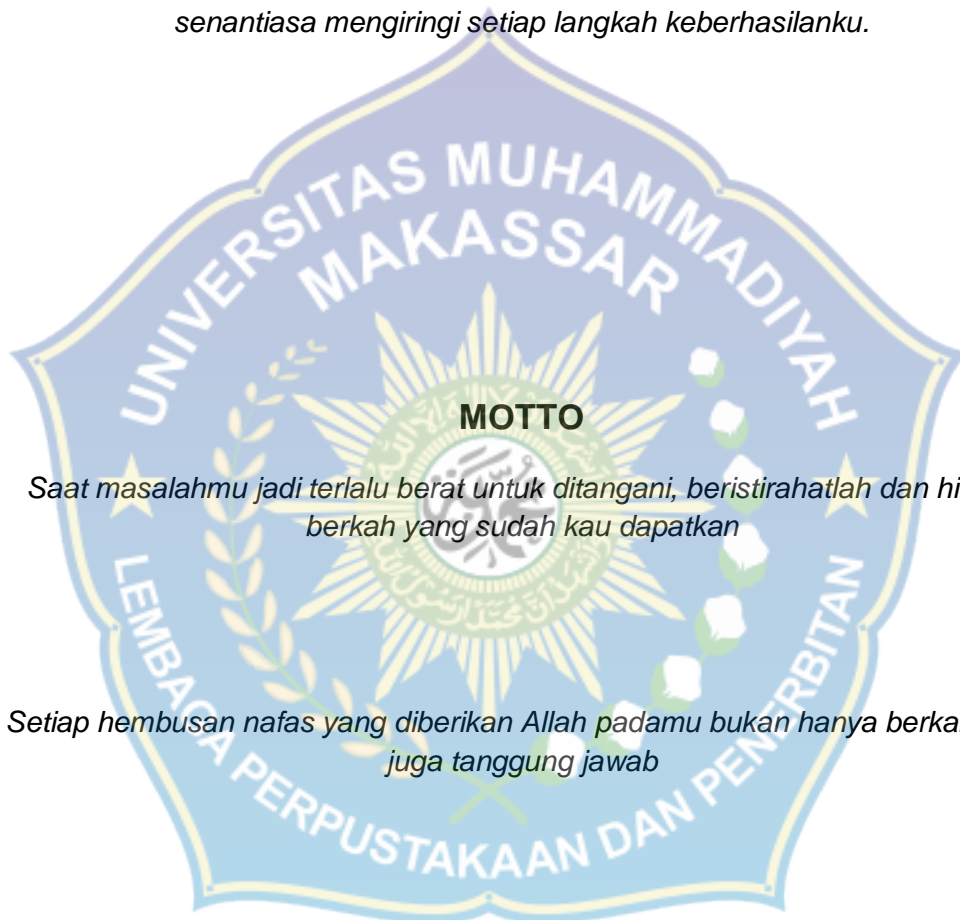 senantiasa mengiringi setiap langkah keberhasilanku.
UNIVERSITAS MUHAMMADIYAH
MAKASSAR
MOTTO
Saat masalahmu jadi terlalu berat untuk ditangani, beristirahatlah dan hi
berkah yang sudah kau dapatkan
Setiap hembusan nafas yang diberikan Allah padamu bukan hanya berka
juga tanggung jawab
LEMBAGA PERPUSTAKAAN DAN PENERBITAN